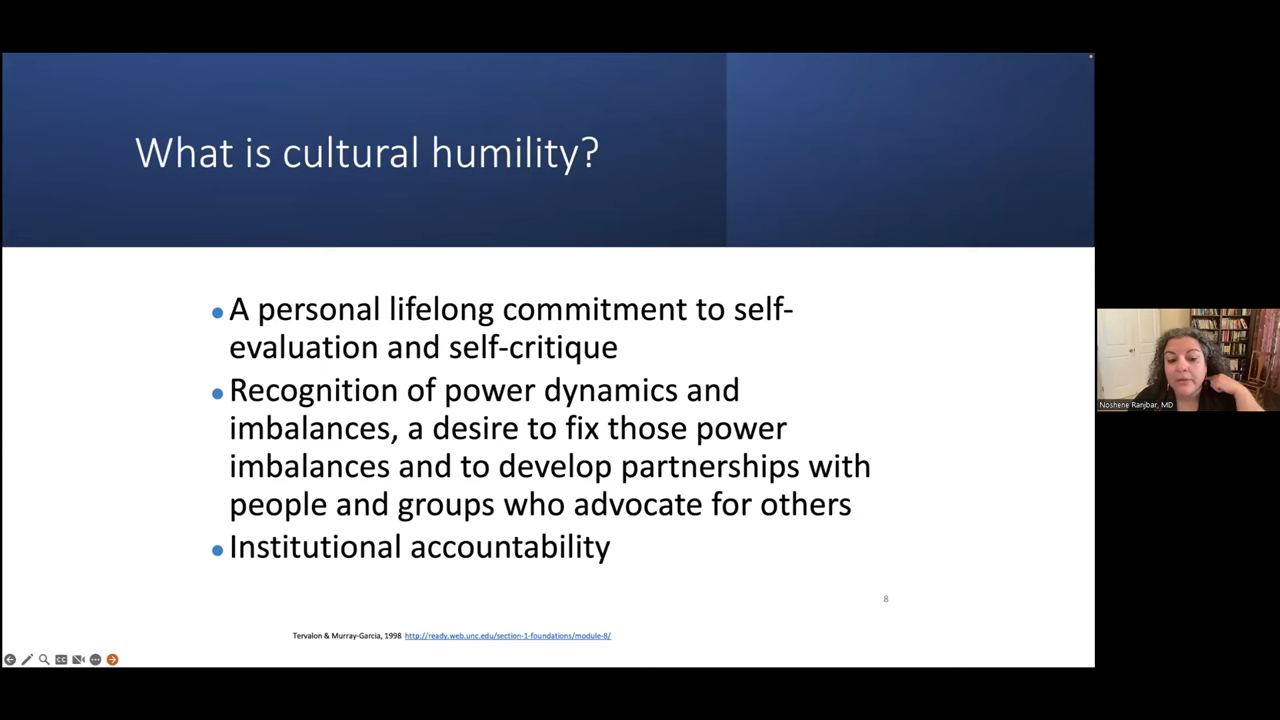 What is cultural humility?
A personal lifelong commitment to self-
evaluation and self-critique
Recognition of power dynamics and
imbalances, a desire to fix those power
imbalances and to develop partnerships with
people and groups who advocate for others
Institutional accountability
8
Tervalon & Murray-Garcia, 1998 http://ready.web.unc.edu/section-1-foundations/module-8/
CC
Noshene Ranjbar, MD